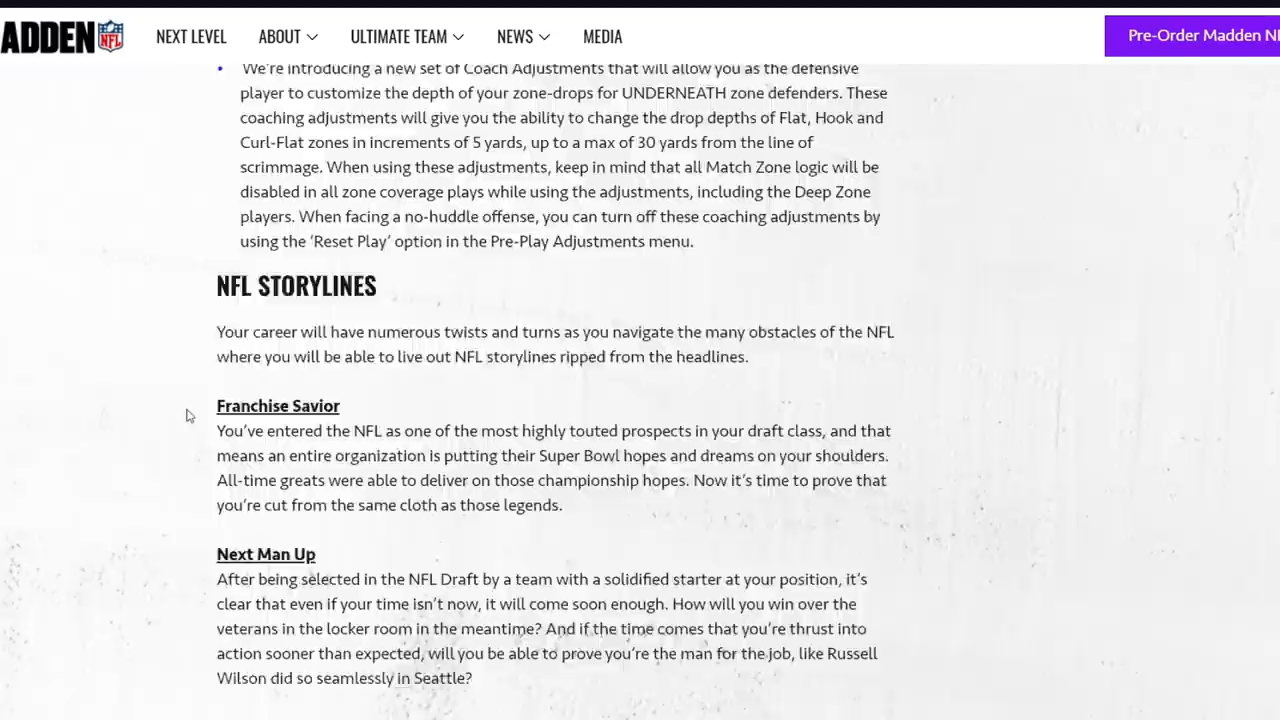 ADDEN NFL NEXT LEVEL ABOUT ULTIMATE TEAM NEWS MEDIA Pre-Order Madden N
• We're introducing a new set of Coach Adjustments that will allow you as the defensive
player to customize the depth of your zone-drops for UNDERNEATH zone defenders. These
coaching adjustments will give you the ability to change the drop depths of Flat, Hook and
Curl-Flat zones in increments of 5 yards, up to a max of 30 yards from the line of
scrimmage. When using these adjustments, keep in mind that all Match Zone logic will be
disabled in all zone coverage plays while using the adjustments, including the Deep Zone
players. When facing a no-huddle offense, you can turn off these coaching adjustments by
using the ‘Reset Play’ option in the Pre-Play Adjustments menu.
NFL STORYLINES
Your career will have numerous twists and turns as you navigate the many obstacles of the NFL
where you will be able to live out NFL storylines ripped from the headlines.
Franchise Savior
You've entered the NFL as one of the most highly touted prospects in your draft class, and that
means an entire organization is putting their Super Bowl hopes and dreams on your shoulders.
All-time greats were able to deliver on those championship hopes. Now it's time to prove that
you're cut from the same cloth as those legends.
Next Man Up
After being selected in the NFL Draft by a team with a solidified starter at your position, it's
clear that even if your time isn't now, it will come soon enough. How will you win over the
veterans in the locker room in the meantime? And if the time comes that you're thrust into
action sooner than expected, will you be able to prove you're the man for the job, like Russell
Wilson did so seamlessly in Seattle?